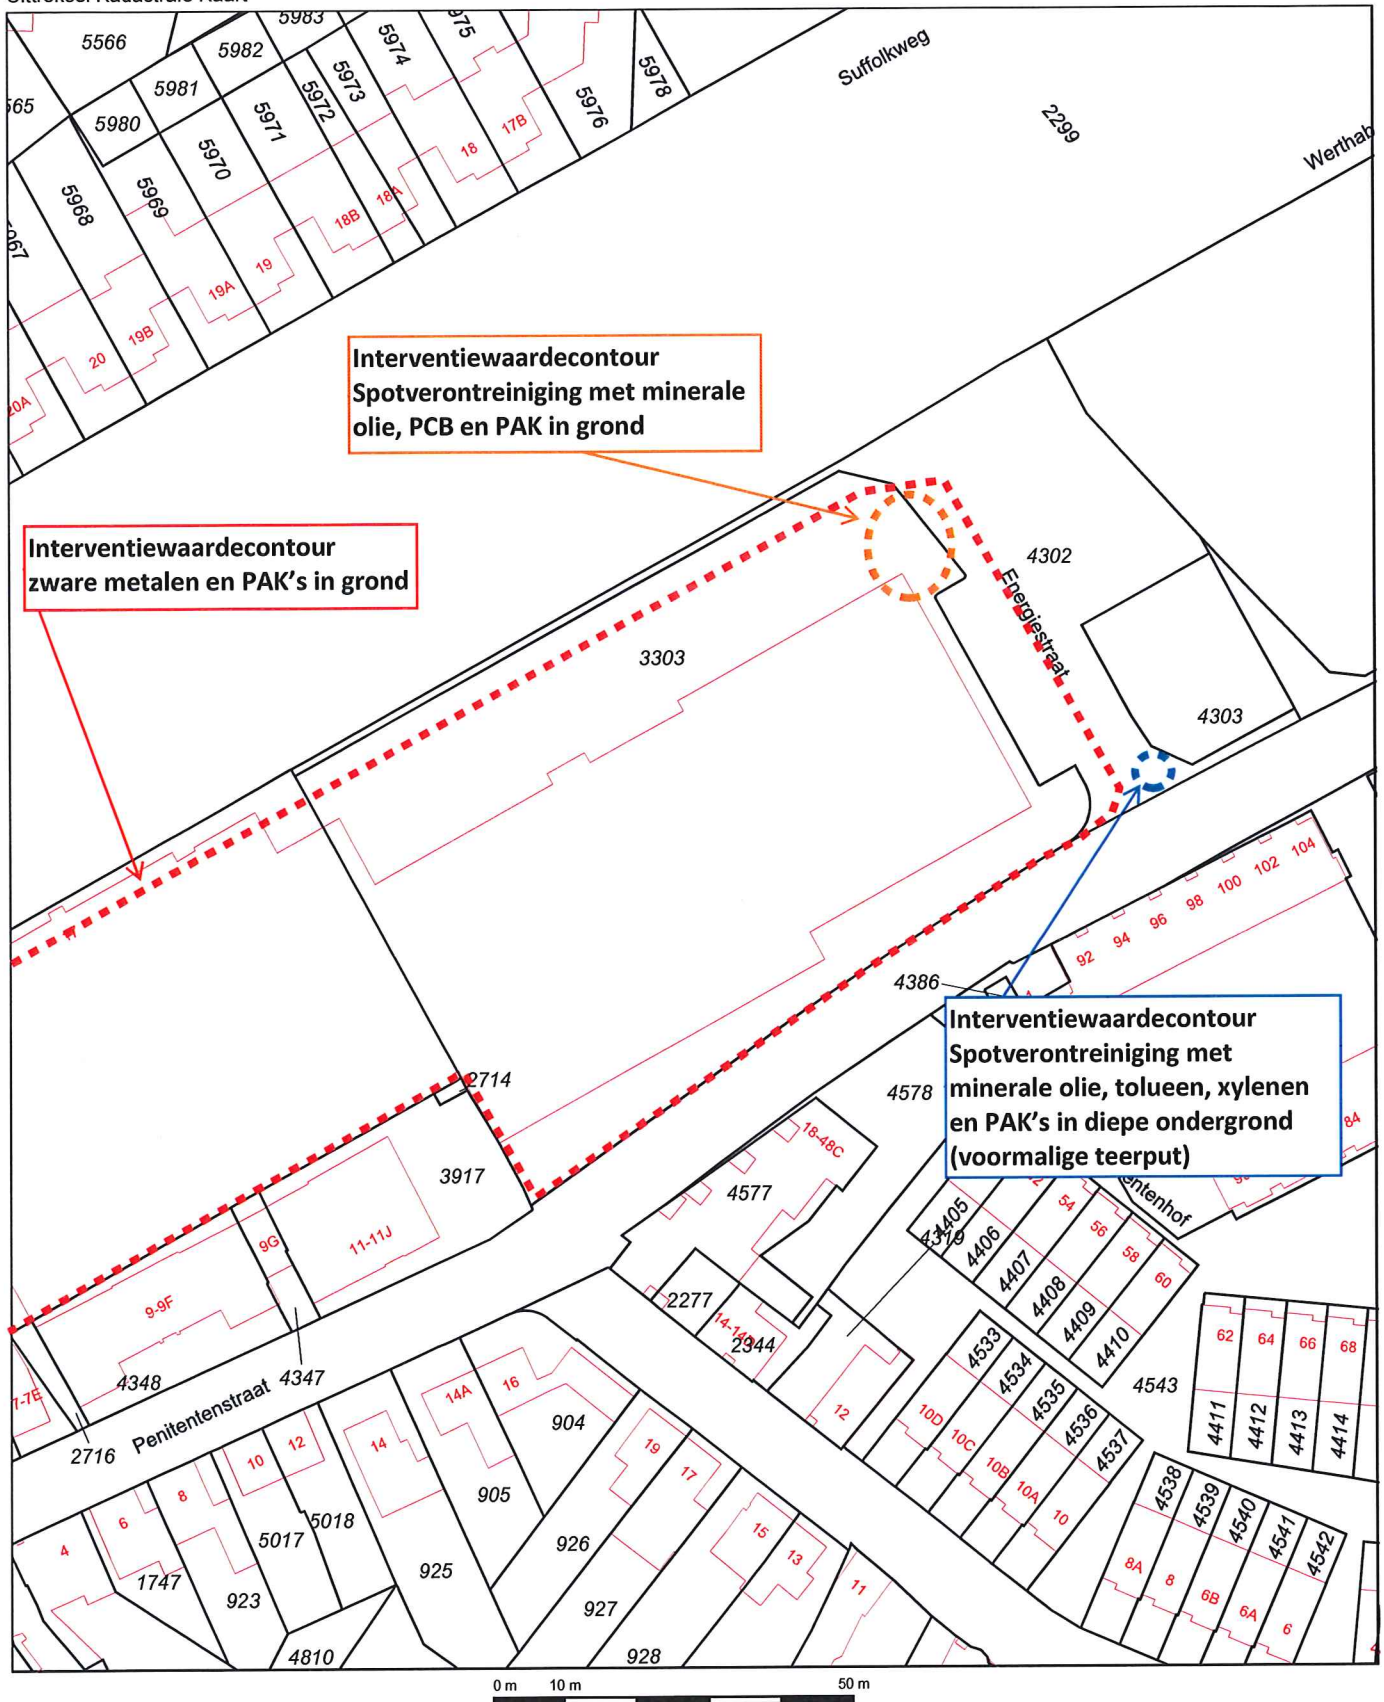 Uittreksel Kadastrale Kaart
5566
5983
5982
5981
5980
5974
5973
5972
5971
5970
5969
5968
5976
5978
Suffolkweg
2299
17B
18
18A
18B
19
19A
19B
20
20A
Interventiewaardecontour
Spotverontreiniging met minerale
olie, PCB en PAK in grond
Interventiewaardecontour
zware metalen en PAK's in grond
4302
Energiestraat
3303
4303
104
102
100
98
96
94
92
4386
Interventiewaardecontour
Spotverontreiniging met
minerale olie, tolueen, xylenen
en PAK's in diepe ondergrond
(voormalige teerput)
84
2714
4578
18-48C
3917
4577
9G
11-11J
9-9F
4405
4319
4406
4407
4408
4409
4410
54
56
58
60
2277
2944
62
64
66
68
4348
4347
7-7E
2716
Penitentenstraat
14A
16
904
12
4533
4534
4535
4536
4537
4543
4411
4412
4413
4414
10
12
14
19
17
10D
10C
10B
10A
10
905
4
6
8
5017
5018
925
926
15
13
11
4538
4539
4540
4541
4542
1747
923
927
8A
8
6B
6A
6
4810
928
0 m
10 m
50 m